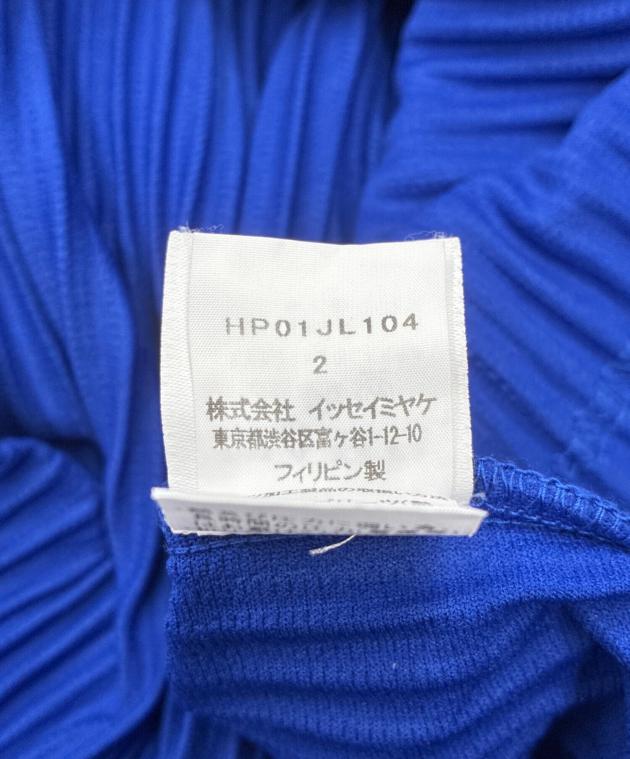 HP01JL104
2
株式会社 イッセイミヤケ
東京都渋谷区富ヶ谷1-12-10
フィリピン製